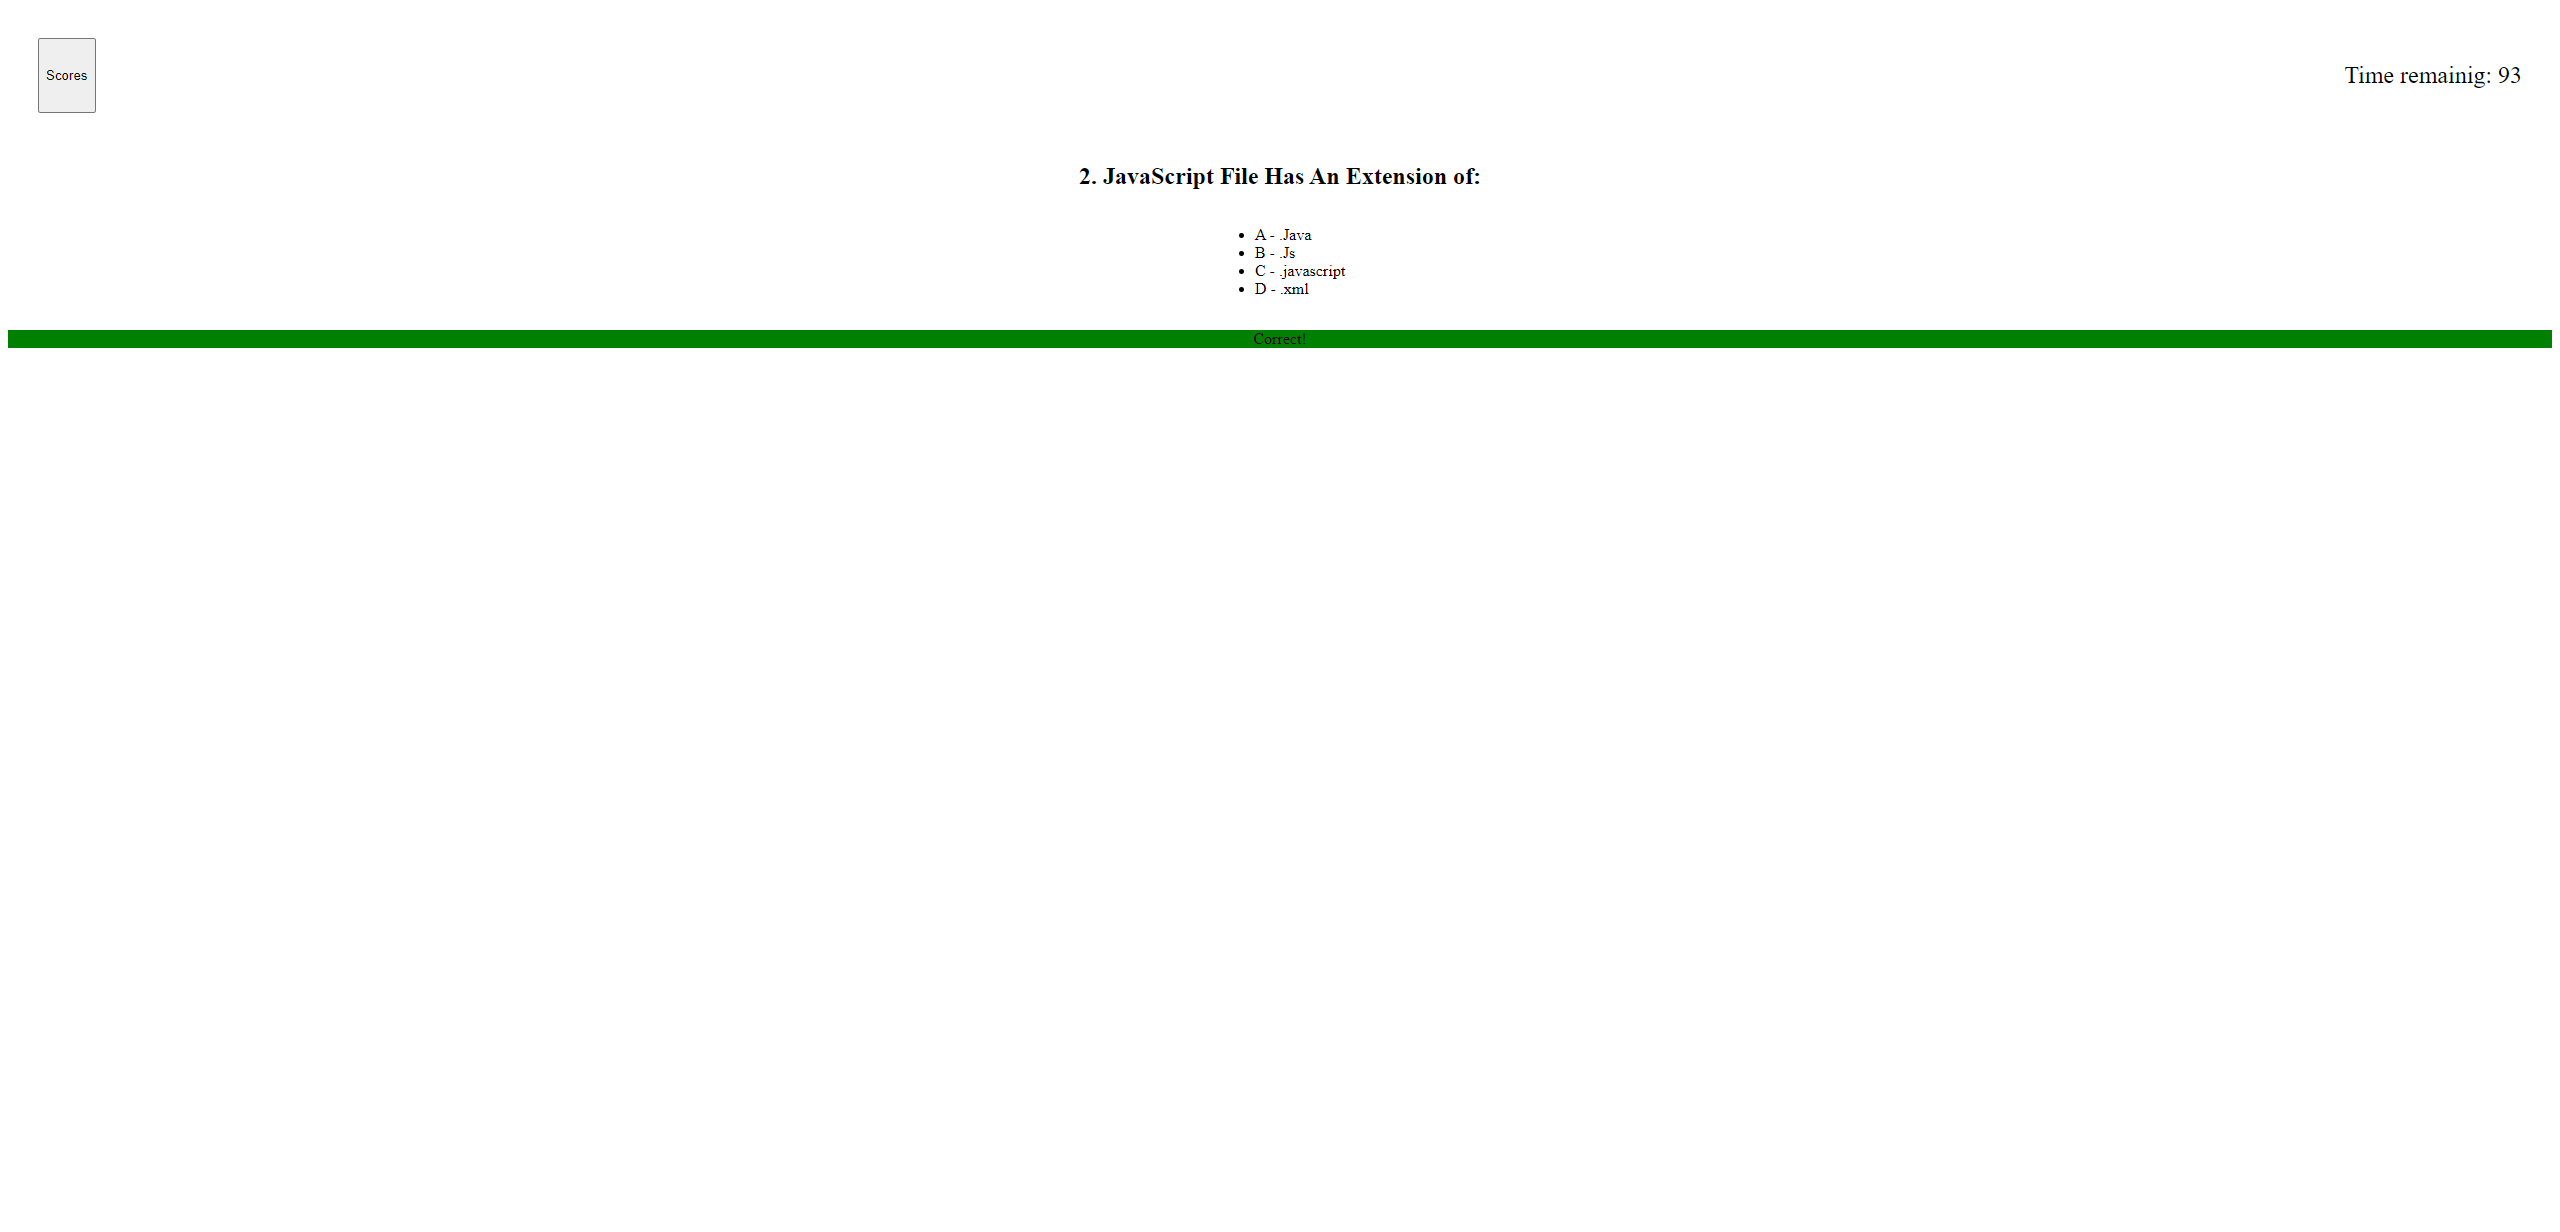 Scores
Time remainig: 93
2. JavaScript File Has An Extension of:
A - .Java
B - .Js
C - .javascript
D - .xml
Correct!